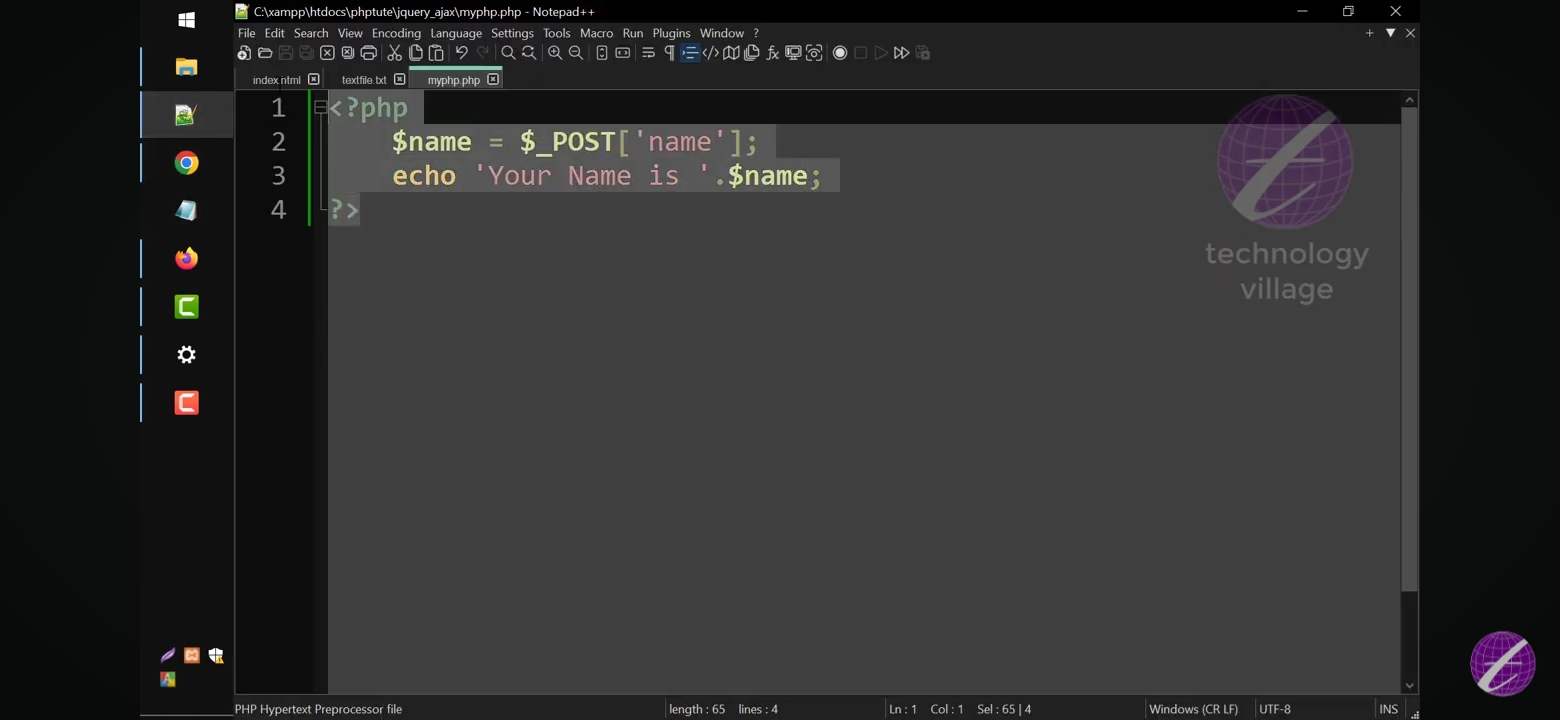 C:\xampp\htdocs\phptute\jquery_ajax\myphp.php - Notepad++
File Edit Search View Encoding Language Settings Tools Macro Run Plugins Window ?
index.html textfile.txt myphp.php
1 <?php
2 $name = $_POST['name'];
3 echo 'Your Name is '.$name;
4 ?>
technology
village
PHP Hypertext Preprocessor file length : 65 lines : 4 Ln : 1 Col : 1 Sel : 65 | 4 Windows (CR LF) UTF-8 INS